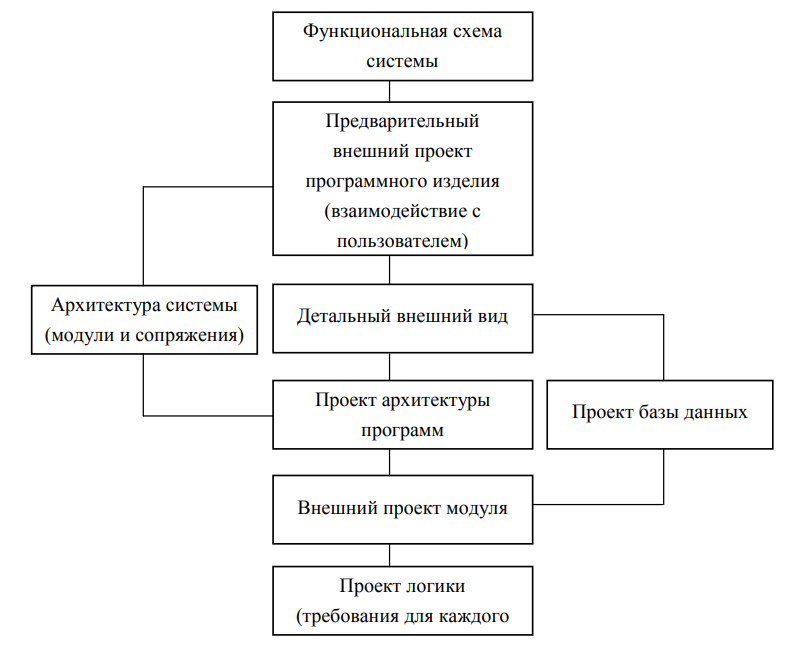 Функциональная схема
системы
Предварительный
внешний проект
программного изделия
(взаимодействие с
пользователем)
Архитектура системы
(модули и сопряжения)
Детальный внешний вид
Проект архитектуры
программ
Проект базы данных
Внешний проект модуля
Проект логики
(требования для каждого